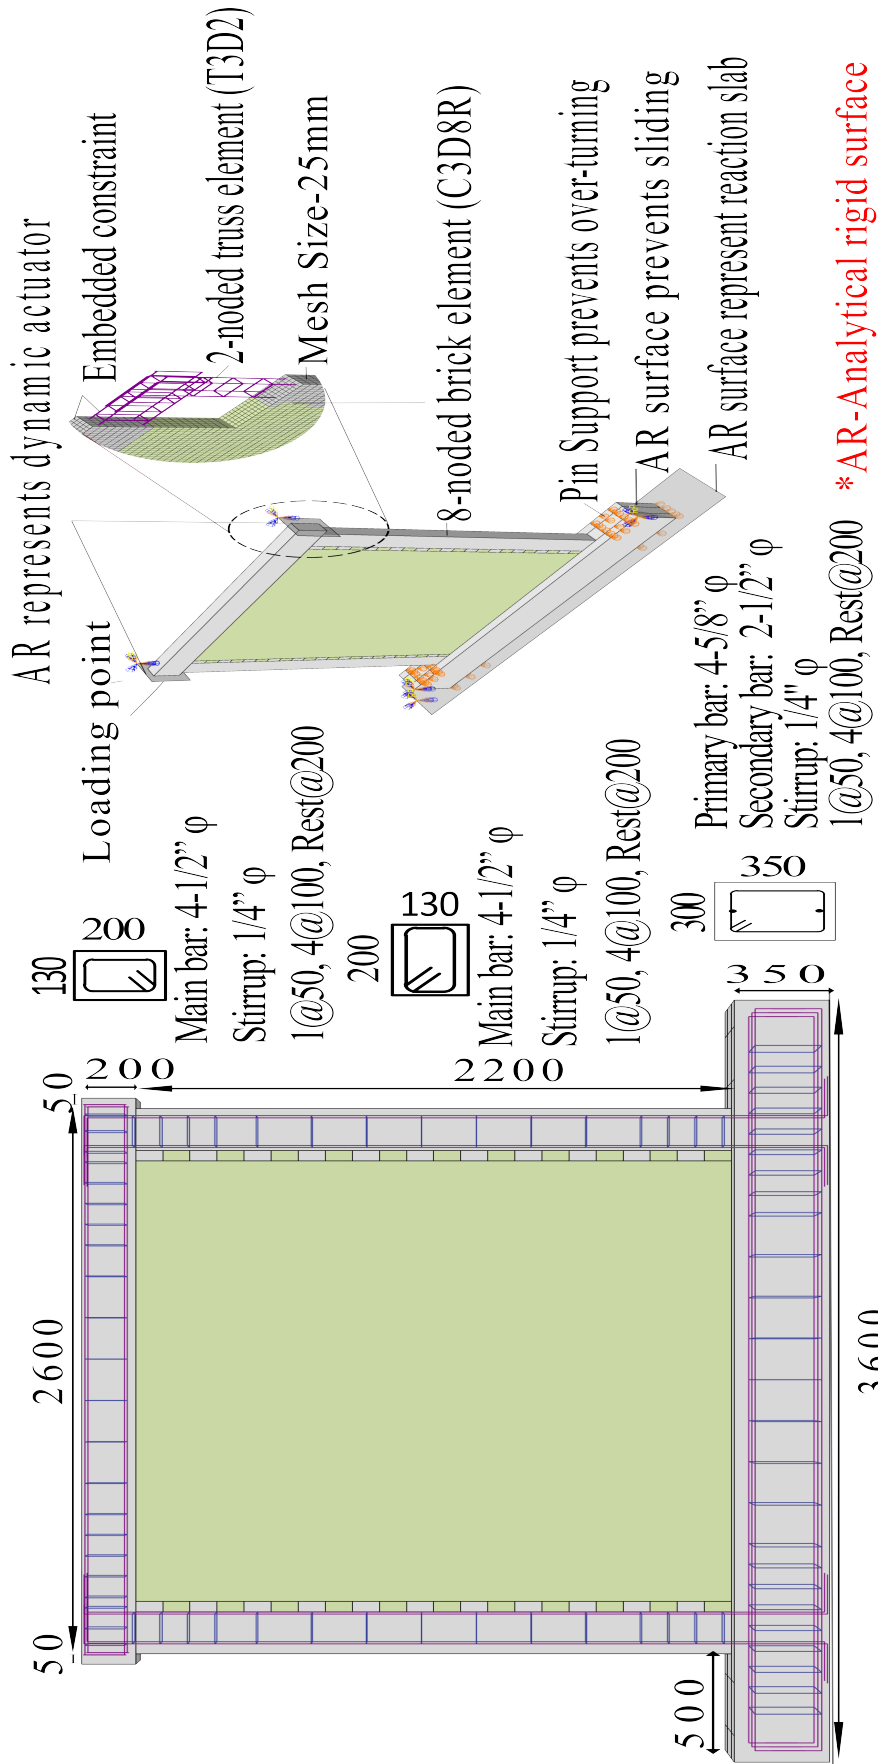 50
2600
50
200
2200
500
350
3600
130
200
Main bar: 4-1/2” φ
Stirrup: 1/4” φ
1@50, 4@100, Rest@200
200
130
Main bar: 4-1/2” φ
Stirrup: 1/4” φ
1@50, 4@100, Rest@200
300
350
Primary bar: 4-5/8” φ
Secondary bar: 2-1/2” φ
Stirrup: 1/4" φ
1@50, 4@100, Rest@200
AR represents dynamic actuator
Loading point
Embedded constraint
2-noded truss element (T3D2)
Mesh Size-25mm
8-noded brick element (C3D8R)
Pin Support prevents over-turning
AR surface prevents sliding
AR surface represent reaction slab
*AR-Analytical rigid surface